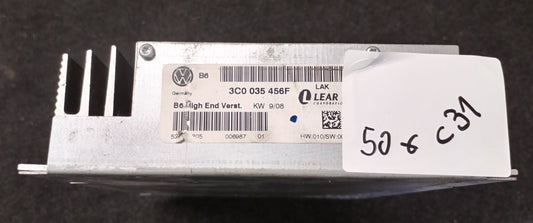 B6
Germany
3C0 035 456F
LAK
LEAR
CORPORATION
B6 High End Verst. KW 9/08
006987 01
HW:010/SW:00
50-6 C31